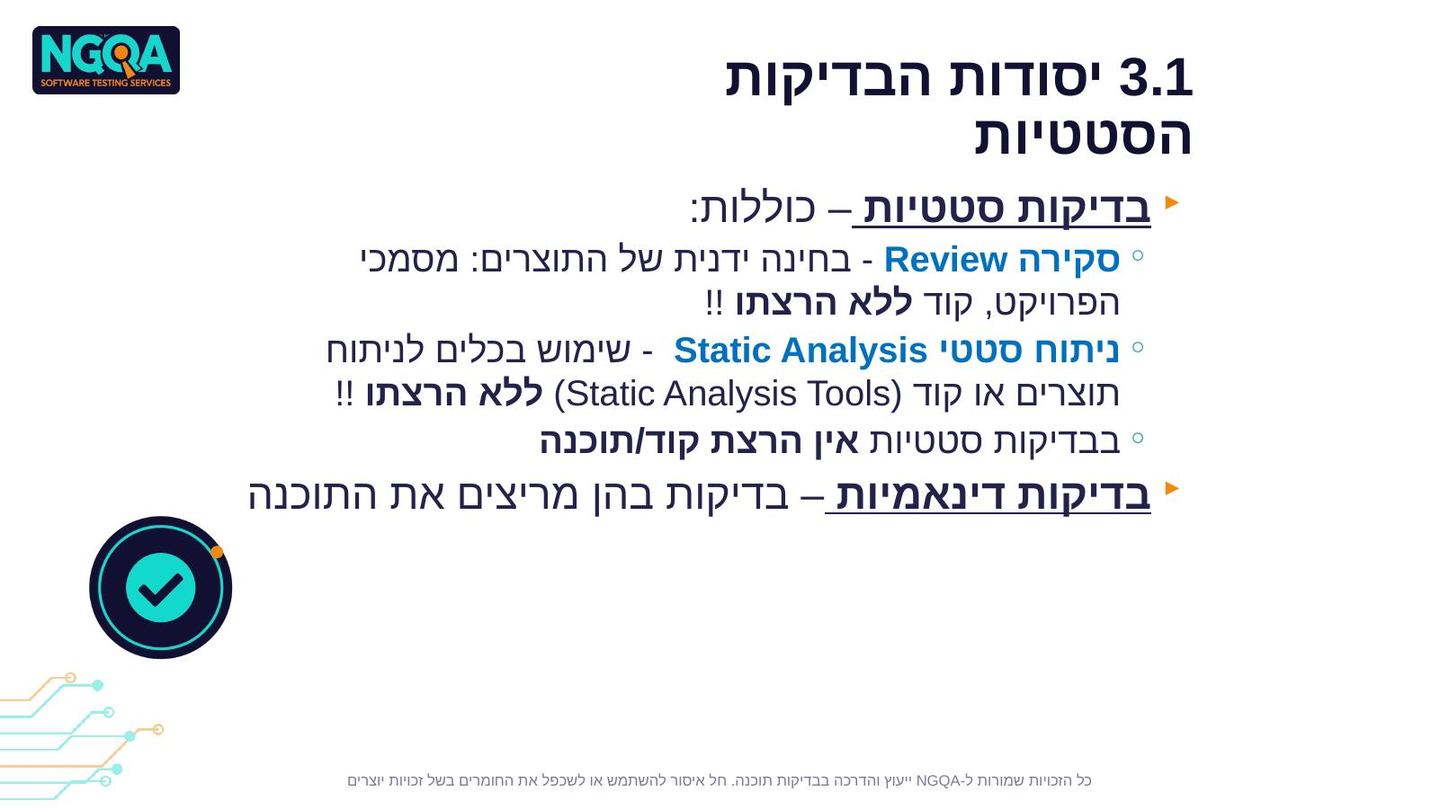 NGQA
SOFTWARE TESTING SERVICES
3.1 יסודות הבדיקות
הסטטיות
בדיקות סטטיות – כוללות:
סקירה Review - בחינה ידנית של התוצרים: מסמכי
הפרויקט, קוד ללא הרצתו !!
ניתוח סטטי Static Analysis - שימוש בכלים לניתוח
תוצרים או קוד (Static Analysis Tools) ללא הרצתו !!
בבדיקות סטטיות אין הרצת קוד/תוכנה
בדיקות דינאמיות – בדיקות בהן מריצים את התוכנה
כל הזכויות שמורות ל-NGQA ייעוץ והדרכה בבדיקות תוכנה. חל איסור להשתמש או לשכפל את החומרים בשל זכויות יוצרים